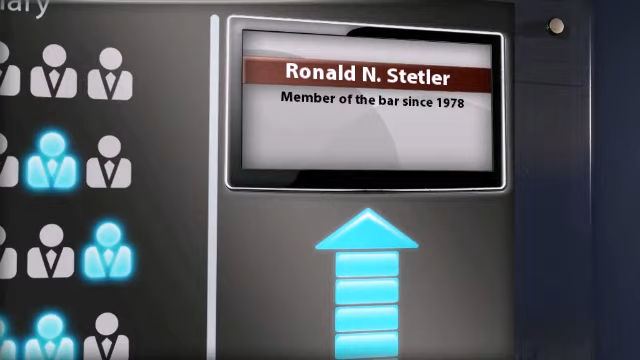 Ronald N. Stetler
Member of the bar since 1978